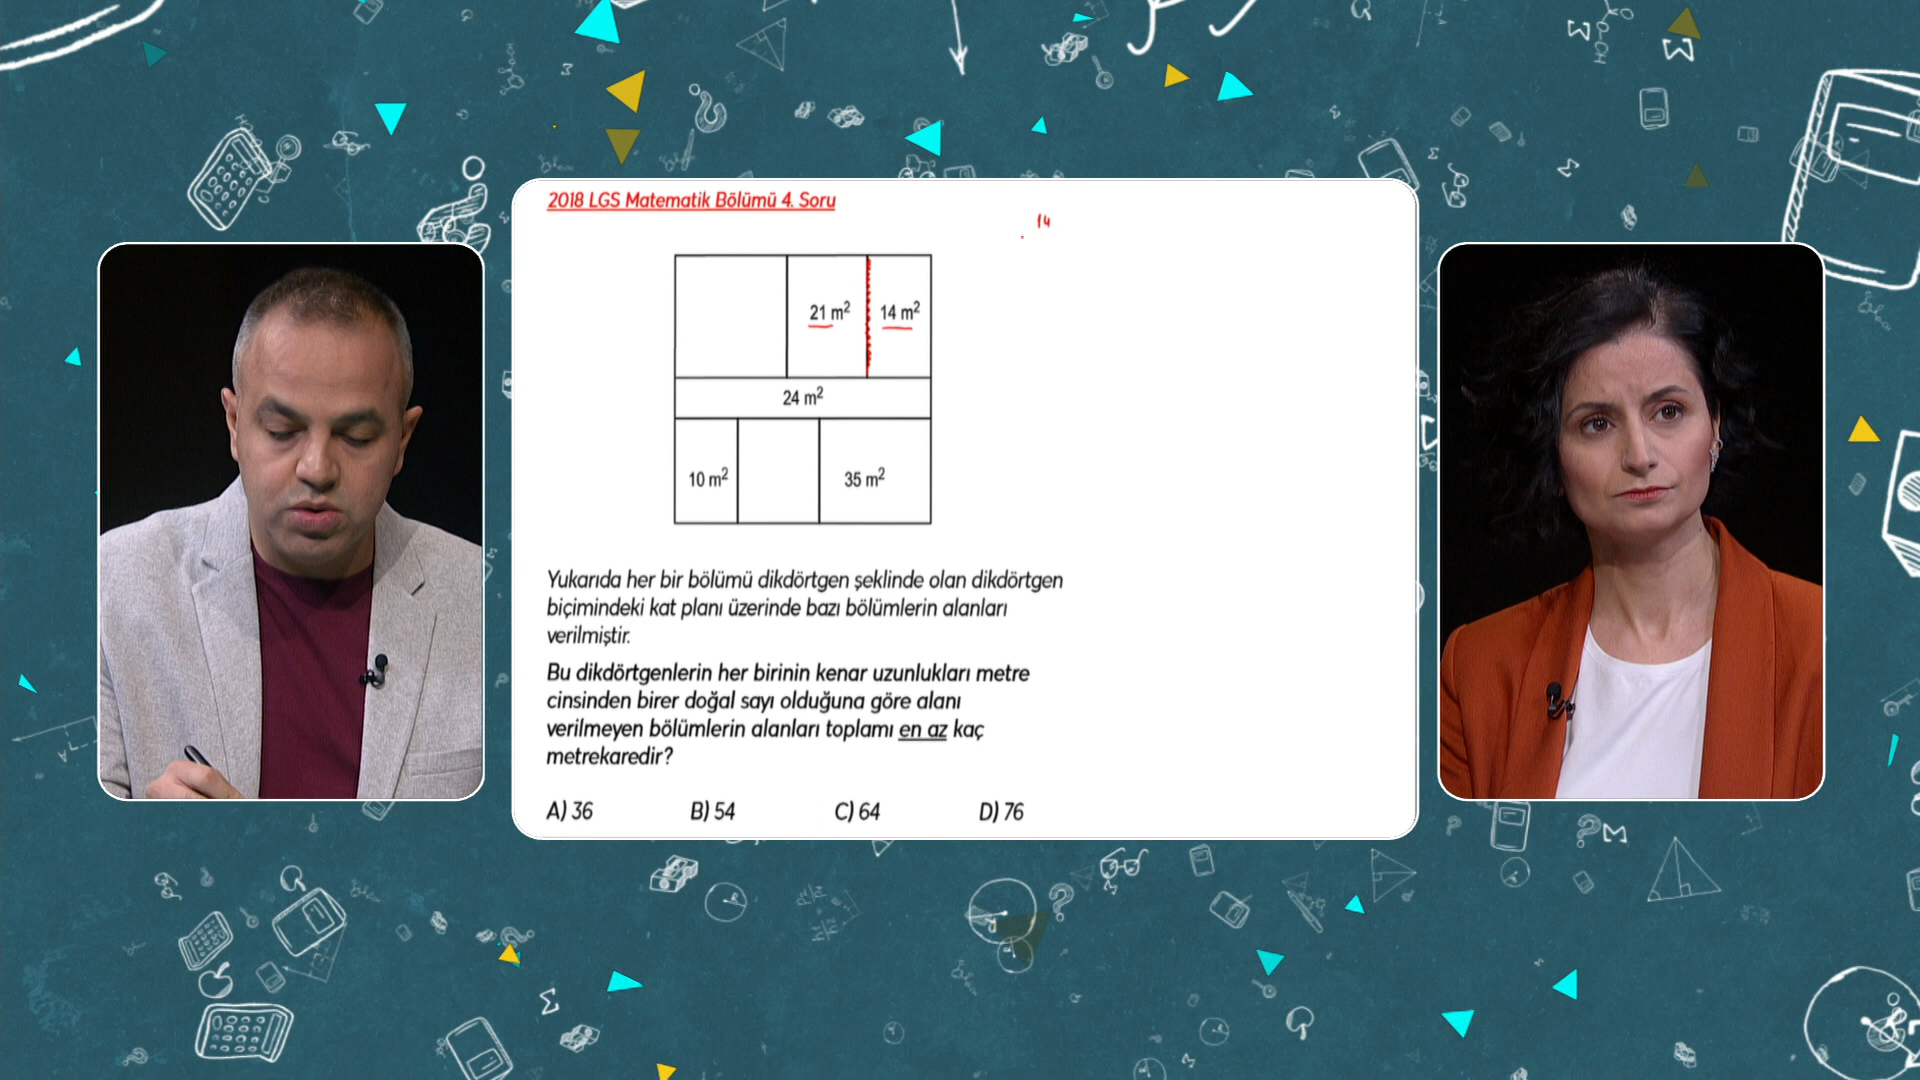 2018 LGS Matematik Bölümü 4. Soru
14
21 m²
14 m²
24 m²
10 m²
35 m²
Yukarıda her bir bölümü dikdörtgen şeklinde olan dikdörtgen
biçimindeki kat planı üzerinde bazı bölümlerin alanları
verilmiştir.
Bu dikdörtgenlerin her birinin kenar uzunlukları metre
cinsinden birer doğal sayı olduğuna göre alanı
verilmeyen bölümlerin alanları toplamı en az kaç
metrekaredir?
A) 36 B) 54 C) 64 D) 76